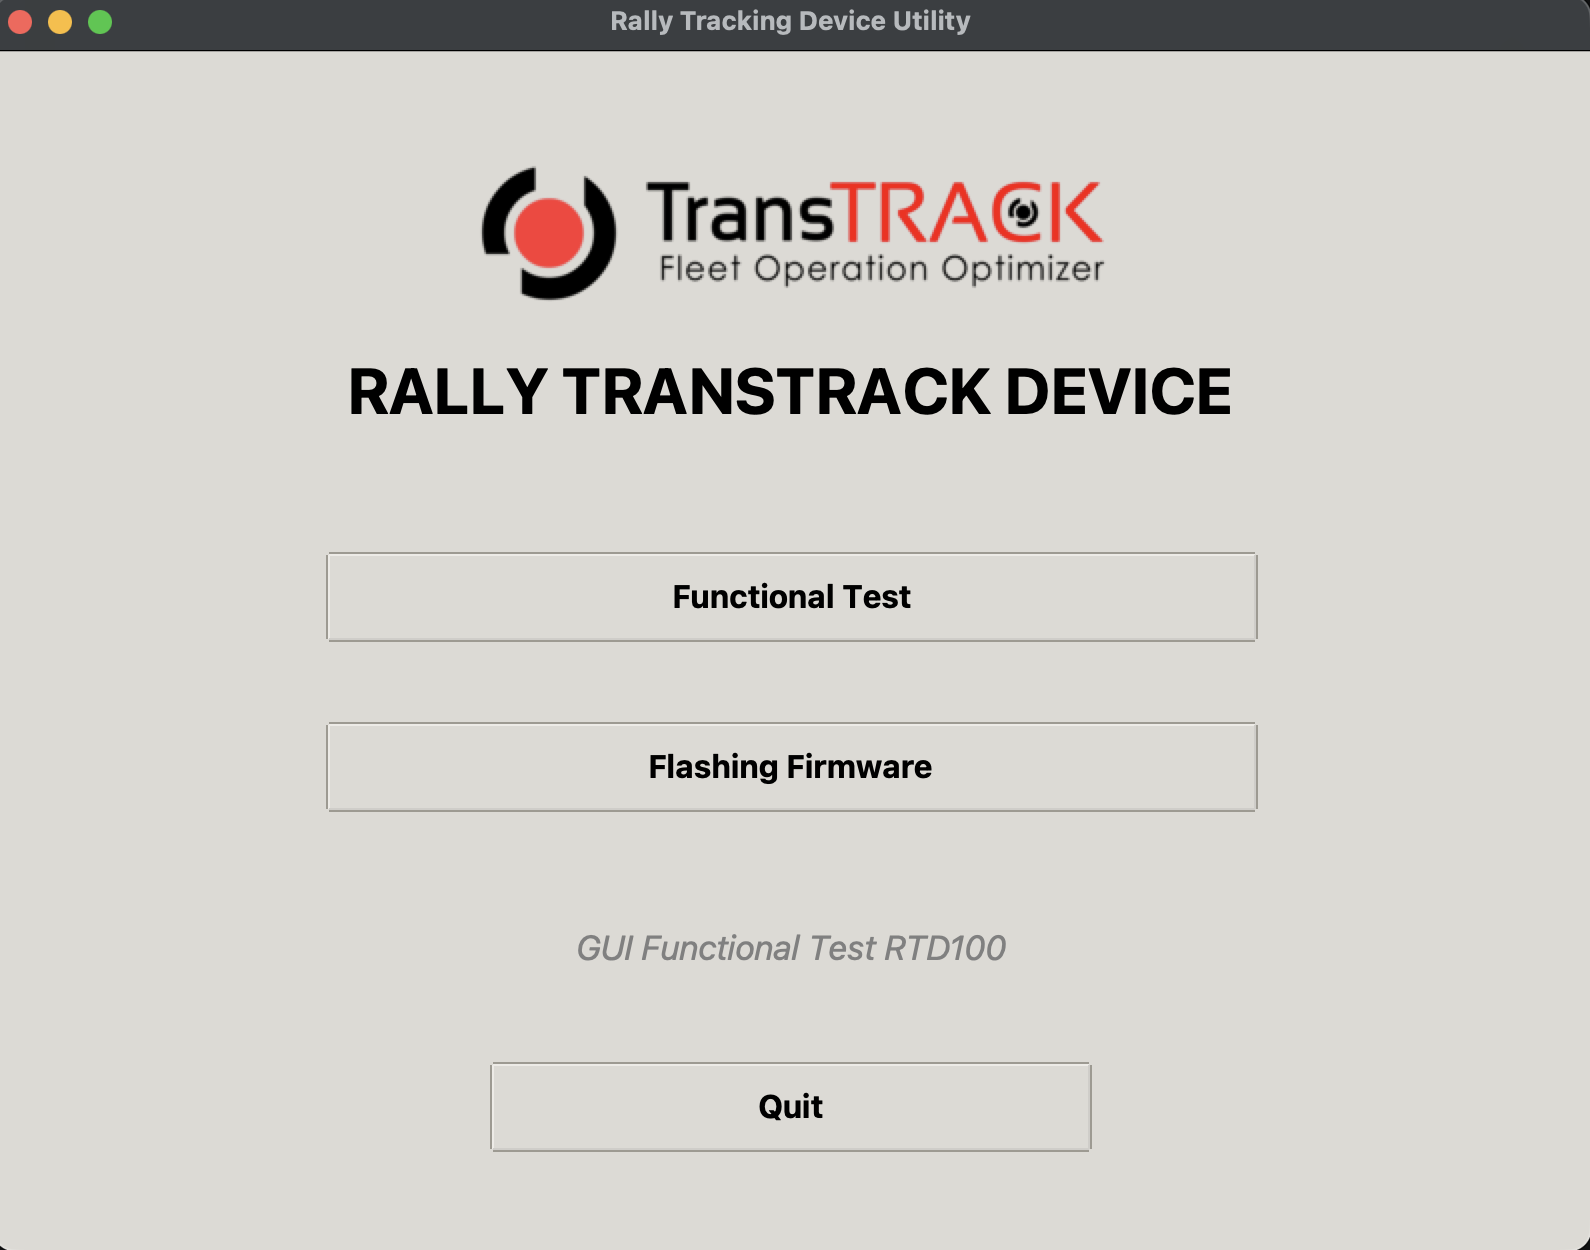 Rally Tracking Device Utility
TransTRACK
Fleet Operation Optimizer
RALLY TRANSTRACK DEVICE
Functional Test
Flashing Firmware
GUI Functional Test RTD100
Quit